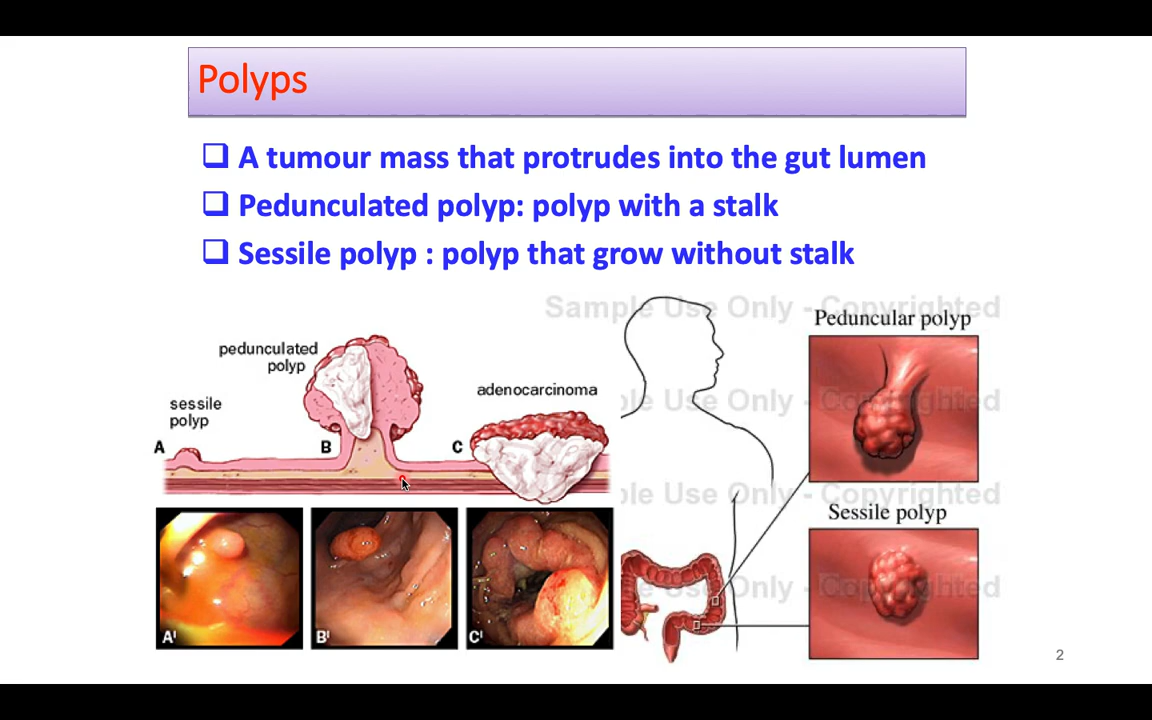 Polyps
❑ A tumour mass that protrudes into the gut lumen
❑ Pedunculated polyp: polyp with a stalk
❑ Sessile polyp : polyp that grow without stalk
Sample Use Only - Copyrighted
Peduncular polyp
pedunculated
polyp
adenocarcinoma
sessile
polyp
A
B
C
ple Use Only - Copyrighted
ple Use Only - Copyrighted
Sessile polyp
ple Use Only - Copyrighted
A'
B'
C'
2